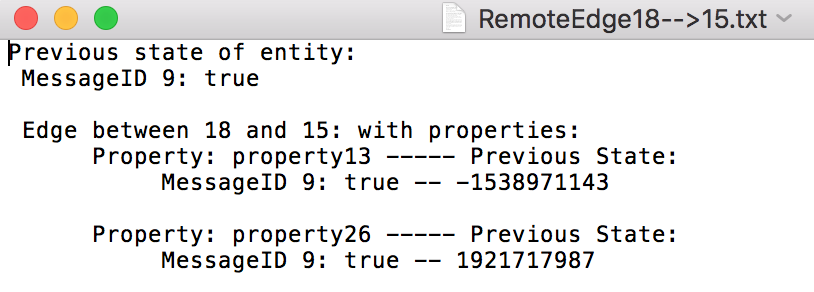 RemoteEdge18-->15.txt
Previous state of entity:
MessageID 9: true
Edge between 18 and 15: with properties:
Property: property13 ----- Previous State:
MessageID 9: true -- -1538971143
Property: property26 ----- Previous State:
MessageID 9: true -- 1921717987